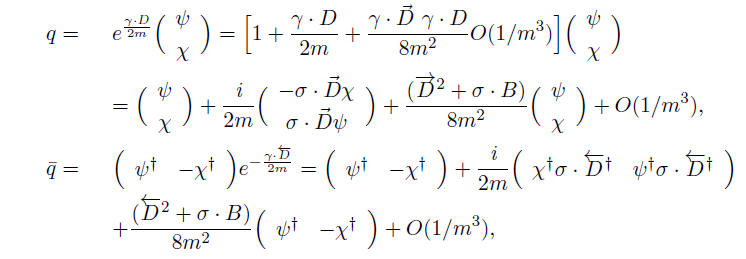 $q = \quad e^{\frac{\gamma \cdot D}{2m}} \begin{pmatrix} \psi \\ \chi \end{pmatrix} = \left[ 1 + \frac{\gamma \cdot D}{2m} + \frac{\gamma \cdot \vec{D} \ \gamma \cdot D}{8m^2} O(1/m^3) \right] \begin{pmatrix} \psi \\ \chi \end{pmatrix}$
$= \begin{pmatrix} \psi \\ \chi \end{pmatrix} + \frac{i}{2m} \begin{pmatrix} -\sigma \cdot \vec{D} \chi \\ \sigma \cdot \vec{D} \psi \end{pmatrix} + \frac{(\overrightarrow{D}^2 + \sigma \cdot B)}{8m^2} \begin{pmatrix} \psi \\ \chi \end{pmatrix} + O(1/m^3),$
$\bar{q} = \quad \begin{pmatrix} \psi^\dagger & -\chi^\dagger \end{pmatrix} e^{-\frac{\gamma \cdot \overleftarrow{D}}{2m}} = \begin{pmatrix} \psi^\dagger & -\chi^\dagger \end{pmatrix} + \frac{i}{2m} \begin{pmatrix} \chi^\dagger \sigma \cdot \overleftarrow{D}^\dagger & \psi^\dagger \sigma \cdot \overleftarrow{D}^\dagger \end{pmatrix}$
$+ \frac{(\overleftarrow{D}^2 + \sigma \cdot B)}{8m^2} \begin{pmatrix} \psi^\dagger & -\chi^\dagger \end{pmatrix} + O(1/m^3),$